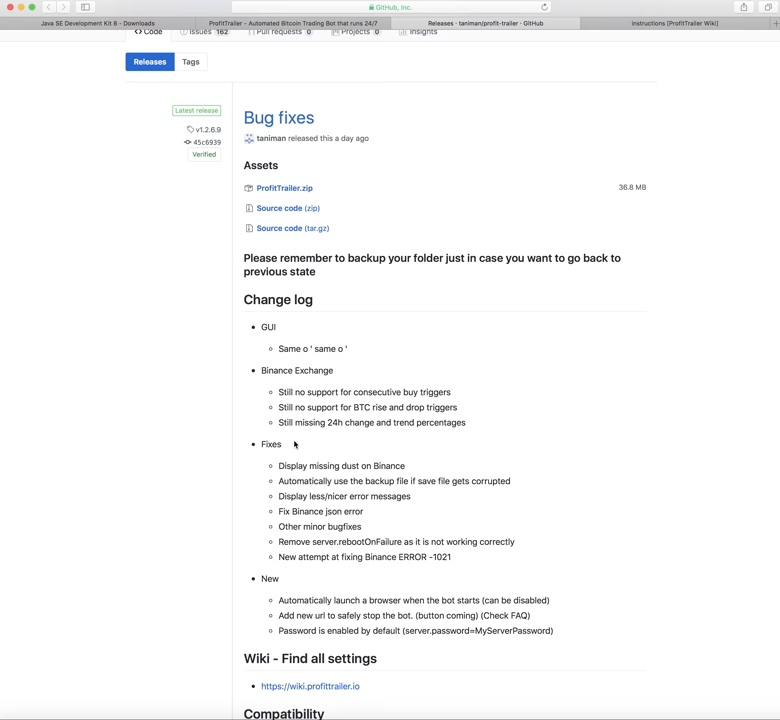 GitHub, Inc.
Java SE Development Kit 8 - Downloads
ProfitTrailer - Automated Bitcoin Trading Bot that runs 24/7
Releases · taniman/profit-trailer · GitHub
instructions [ProfitTrailer Wiki]
Code
Issues 162
Pull requests 0
Projects 0
Insights
Releases
Tags
Latest release
v1.2.6.9
45c6939
Verified
Bug fixes
taniman released this a day ago
Assets
ProfitTrailer.zip
36.8 MB
Source code (zip)
Source code (tar.gz)
Please remember to backup your folder just in case you want to go back to
previous state
Change log
GUI
Same o ' same o '
Binance Exchange
Still no support for consecutive buy triggers
Still no support for BTC rise and drop triggers
Still missing 24h change and trend percentages
Fixes
Display missing dust on Binance
Automatically use the backup file if save file gets corrupted
Display less/nicer error messages
Fix Binance json error
Other minor bugfixes
Remove server.rebootOnFailure as it is not working correctly
New attempt at fixing Binance ERROR -1021
New
Automatically launch a browser when the bot starts (can be disabled)
Add new url to safely stop the bot. (button coming) (Check FAQ)
Password is enabled by default (server.password=MyServerPassword)
Wiki - Find all settings
https://wiki.profittrailer.io
Compatibility